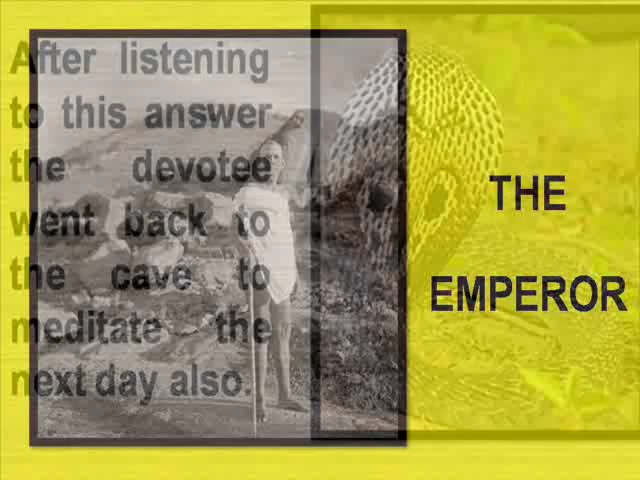 After listening
to this answer
the devotee
went back to
the cave to
meditate the
next day also.
THE
EMPEROR